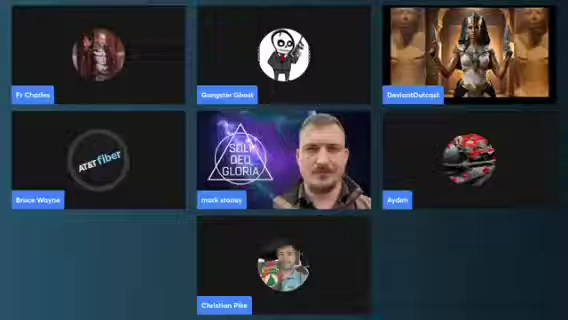 Fr Charles
Gangster Ghost
DeviantOutcast
AT&T fiber
Bruce Wayne
SOLI
DEO
GLORIA
mark stoney
Ayden
Christian Pike